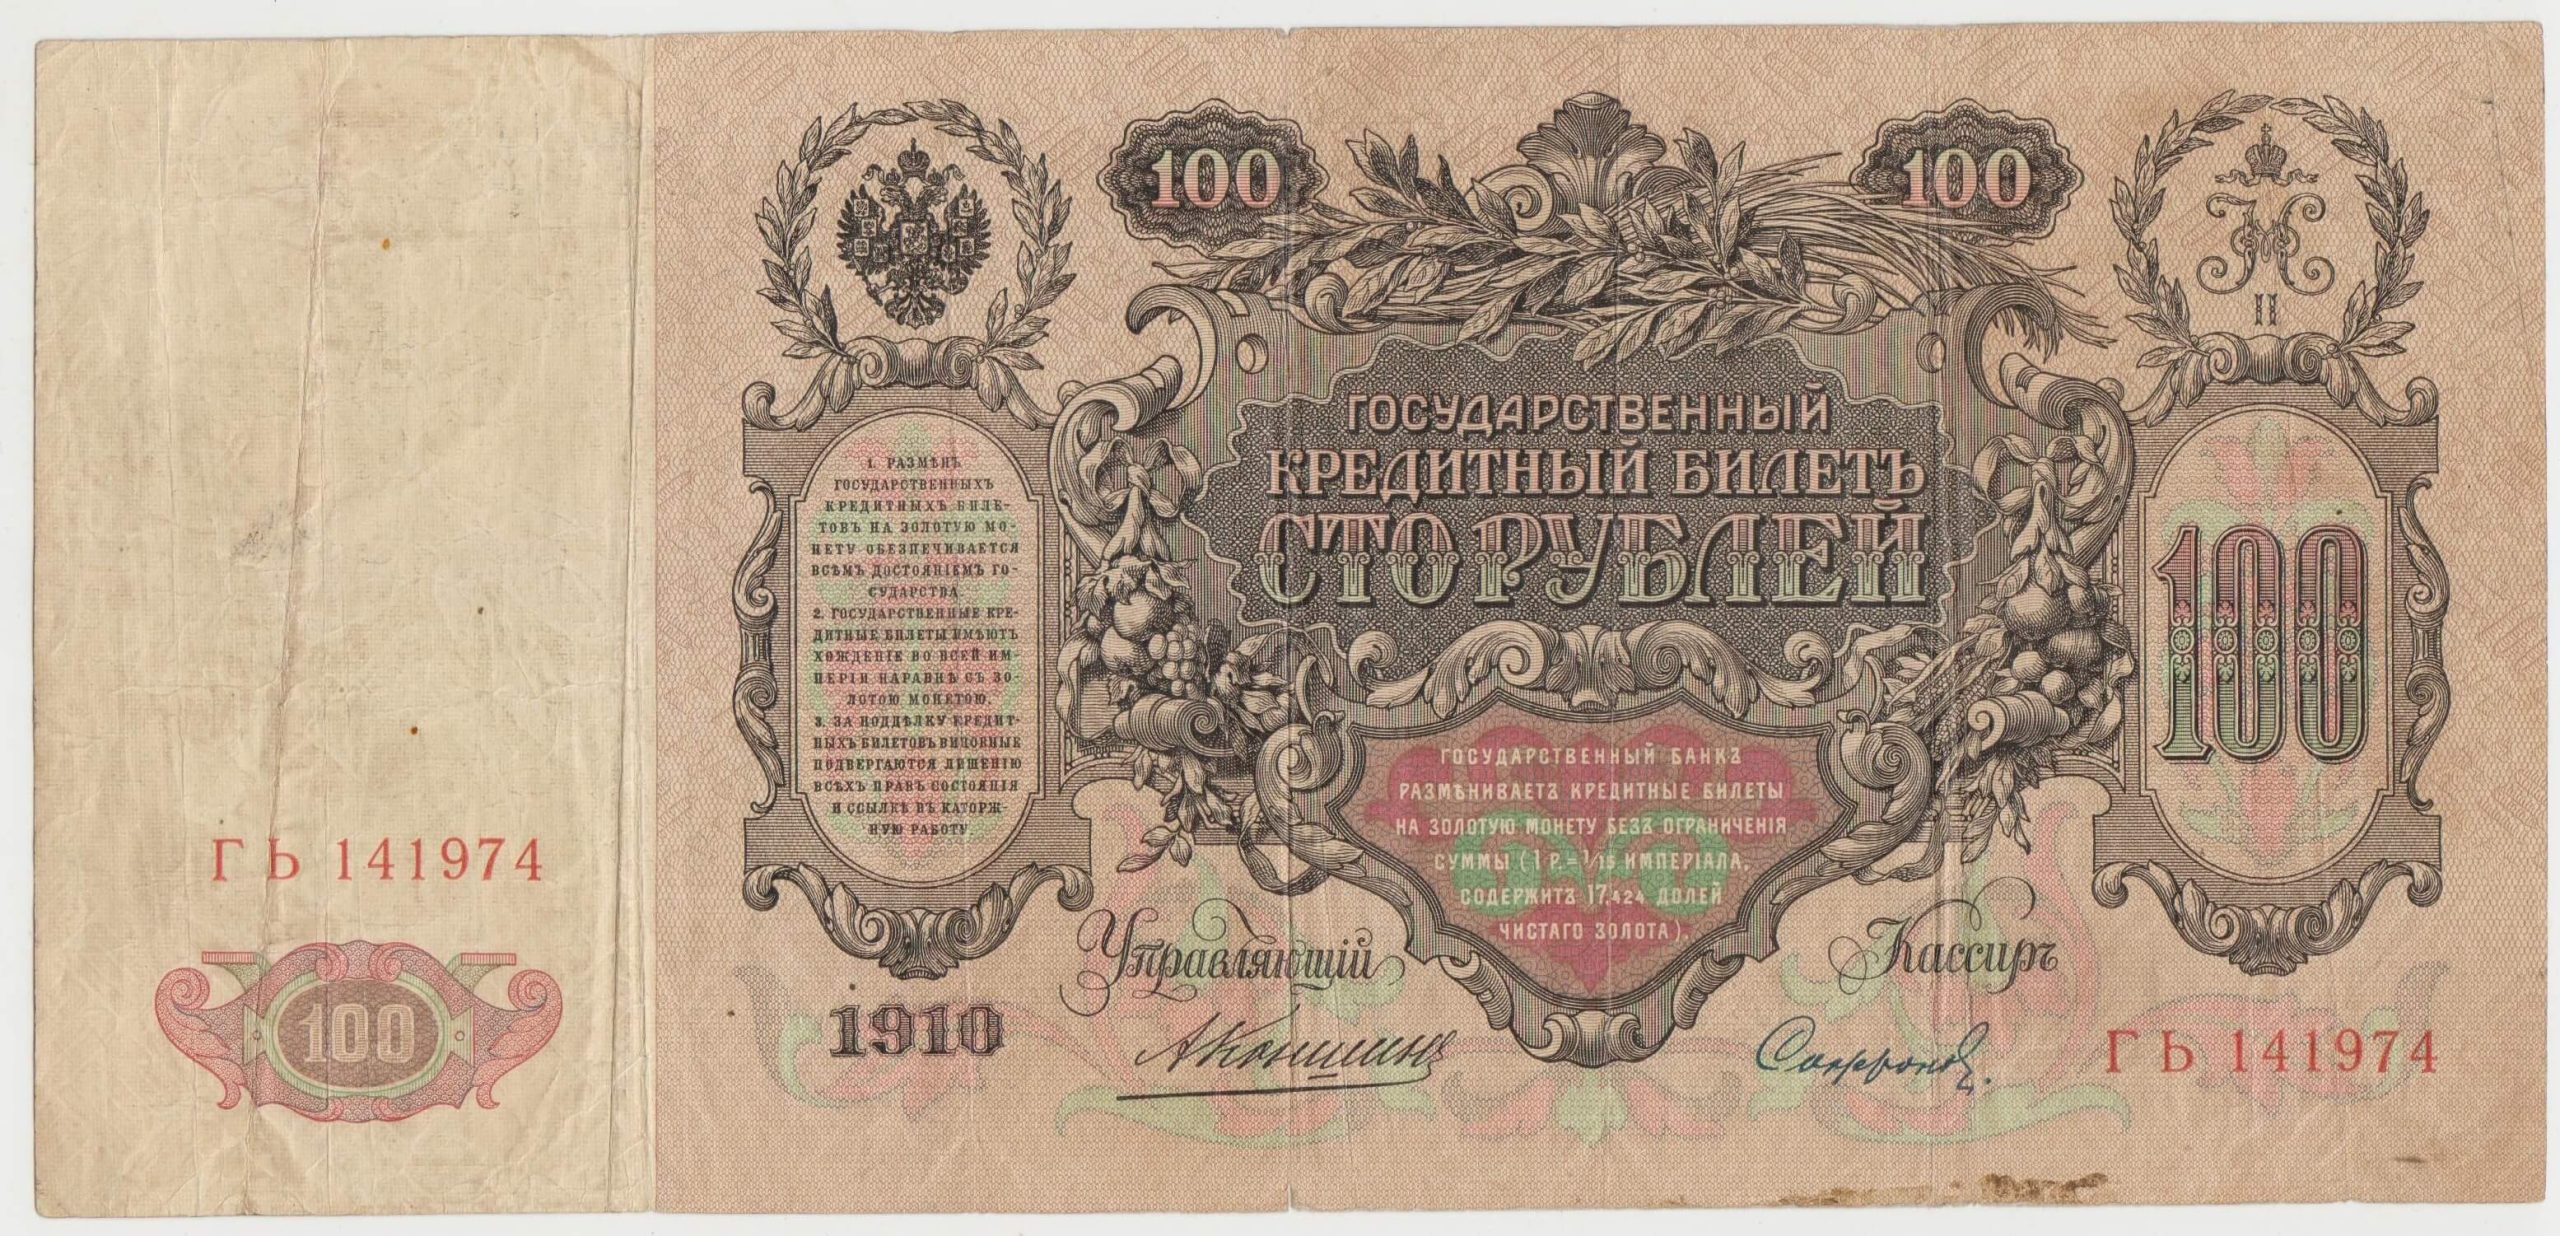 100 100
II
ГОСУДАРСТВЕННЫЙ
КРЕДИТНЫЙ БИЛЕТЪ
СТО РУБЛЕЙ
1. РАЗМѢНЪ
ГОСУДАРСТВЕННЫХЪ
КРЕДИТНЫХЪ БИЛЕ-
ТОВЪ НА ЗОЛОТУЮ МО-
НЕТУ ОБЕЗПЕЧИВАЕТСЯ
ВСѢМЪ ДОСТОЯНІЕМЪ ГО-
СУДАРСТВА
2. ГОСУДАРСТВЕННЫЕ КРЕ-
ДИТНЫЕ БИЛЕТЫ ИМѢЮТЪ
ХОЖДЕНІЕ ВО ВСЕЙ ИМ-
ПЕРІИ НАРАВНѢ СЪ ЗО-
ЛОТОЮ МОНЕТОЮ.
3. ЗА ПОДДѢЛКУ КРЕДИТ-
НЫХЪ БИЛЕТОВЪ ВИНОВНЫЕ
ПОДВЕРГАЮТСЯ ЛИШЕНІЮ
ВСѢХЪ ПРАВЪ СОСТОЯНІЯ
И ССЫЛКѢ ВЪ КАТОРЖ-
НУЮ РАБОТУ.
100
ГОСУДАРСТВЕННЫЙ БАНКЪ
РАЗМѢНИВАЕТЪ КРЕДИТНЫЕ БИЛЕТЫ
НА ЗОЛОТУЮ МОНЕТУ БЕЗЪ ОГРАНИЧЕНІЯ
СУММЫ (1 Р.=1/15 ИМПЕРІАЛА,
СОДЕРЖИТЪ 17,424 ДОЛЕЙ
ЧИСТАГО ЗОЛОТА).
ГЬ 141974
100
1910
Управляющій
АКоншинъ
Кассиръ
Софроновъ
ГЬ 141974